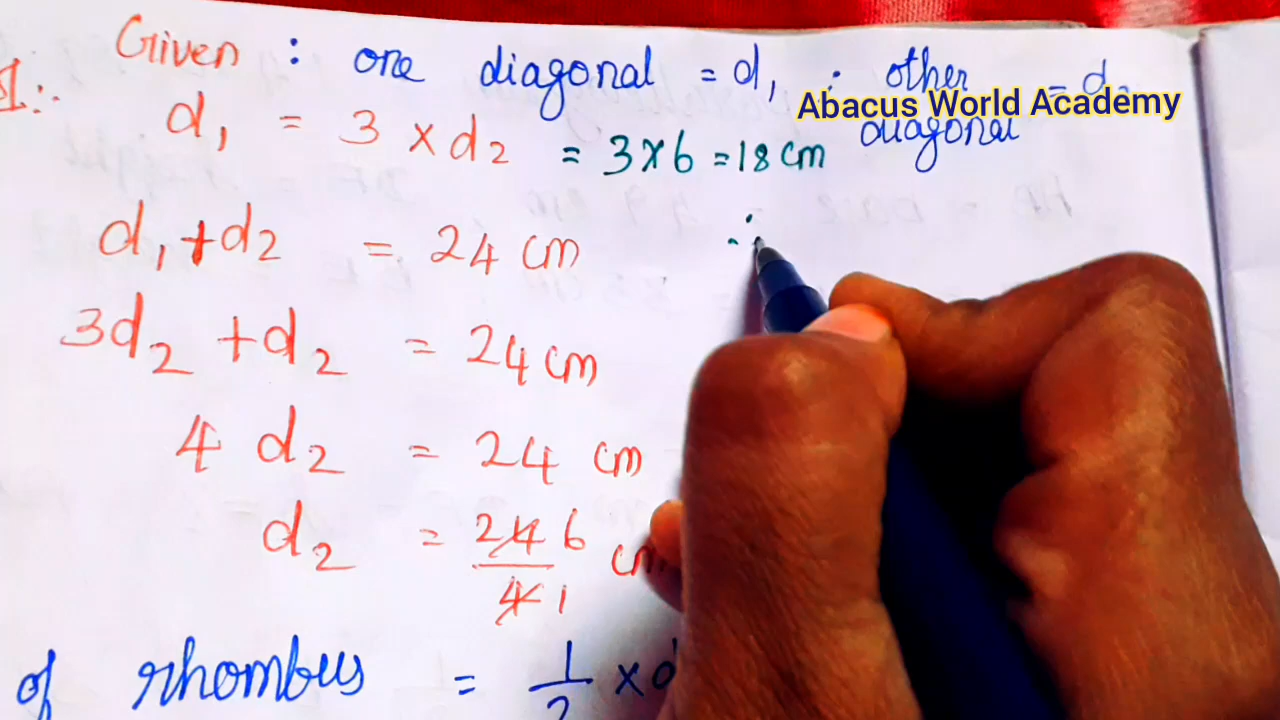 Given : one diagonal = d₁ ; other diagonal = d₂
Abacus World Academy
1.:
d₁ = 3 × d₂ = 3×6 = 18 cm
∴
d₁ + d₂ = 24 cm
3d₂ + d₂ = 24 cm
4 d₂ = 24 cm
d₂ = 24 6 / 4 1 cm
of rhombus = 1/2 × d